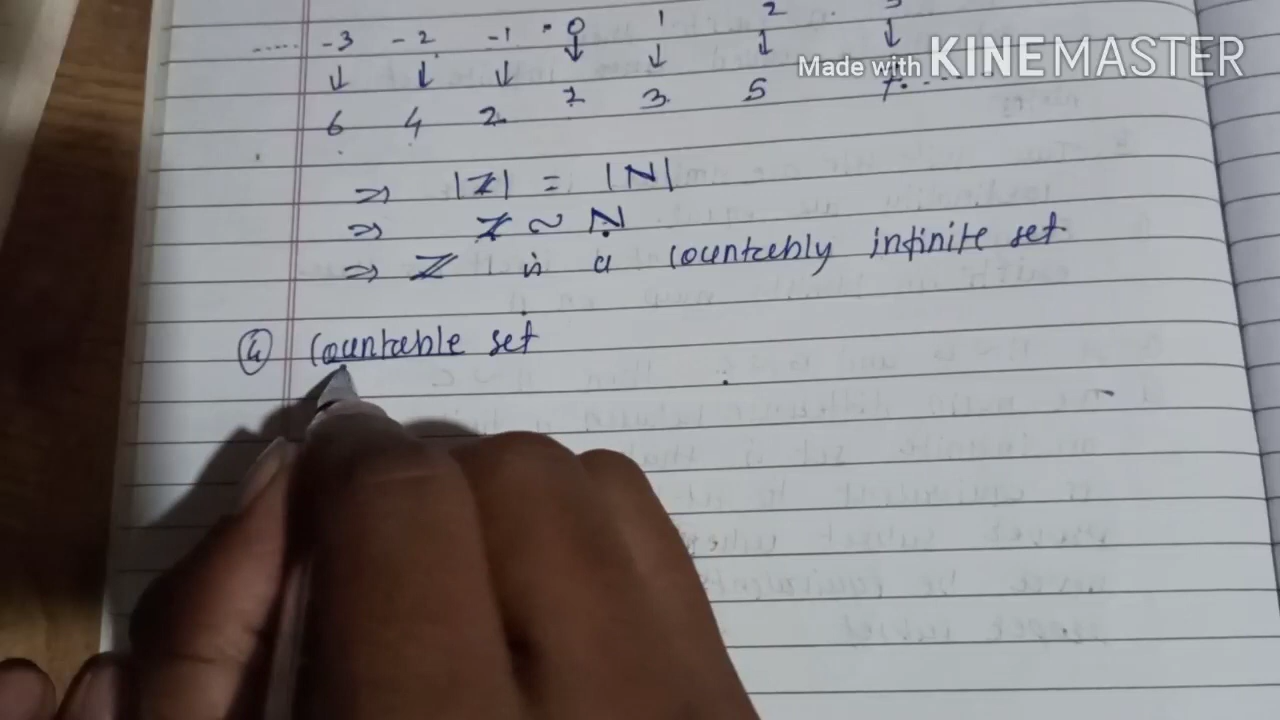 ..... -3 -2 -1 0 1 2 3
Made with KINEMASTER
↓ ↓ ↓ ↓ ↓ ↓ ↓
6 4 2 1 3 5 7 .....
⇒ |Z| = |N|
⇒ Z ~ N
⇒ Z is a countably infinite set
④ Countable set